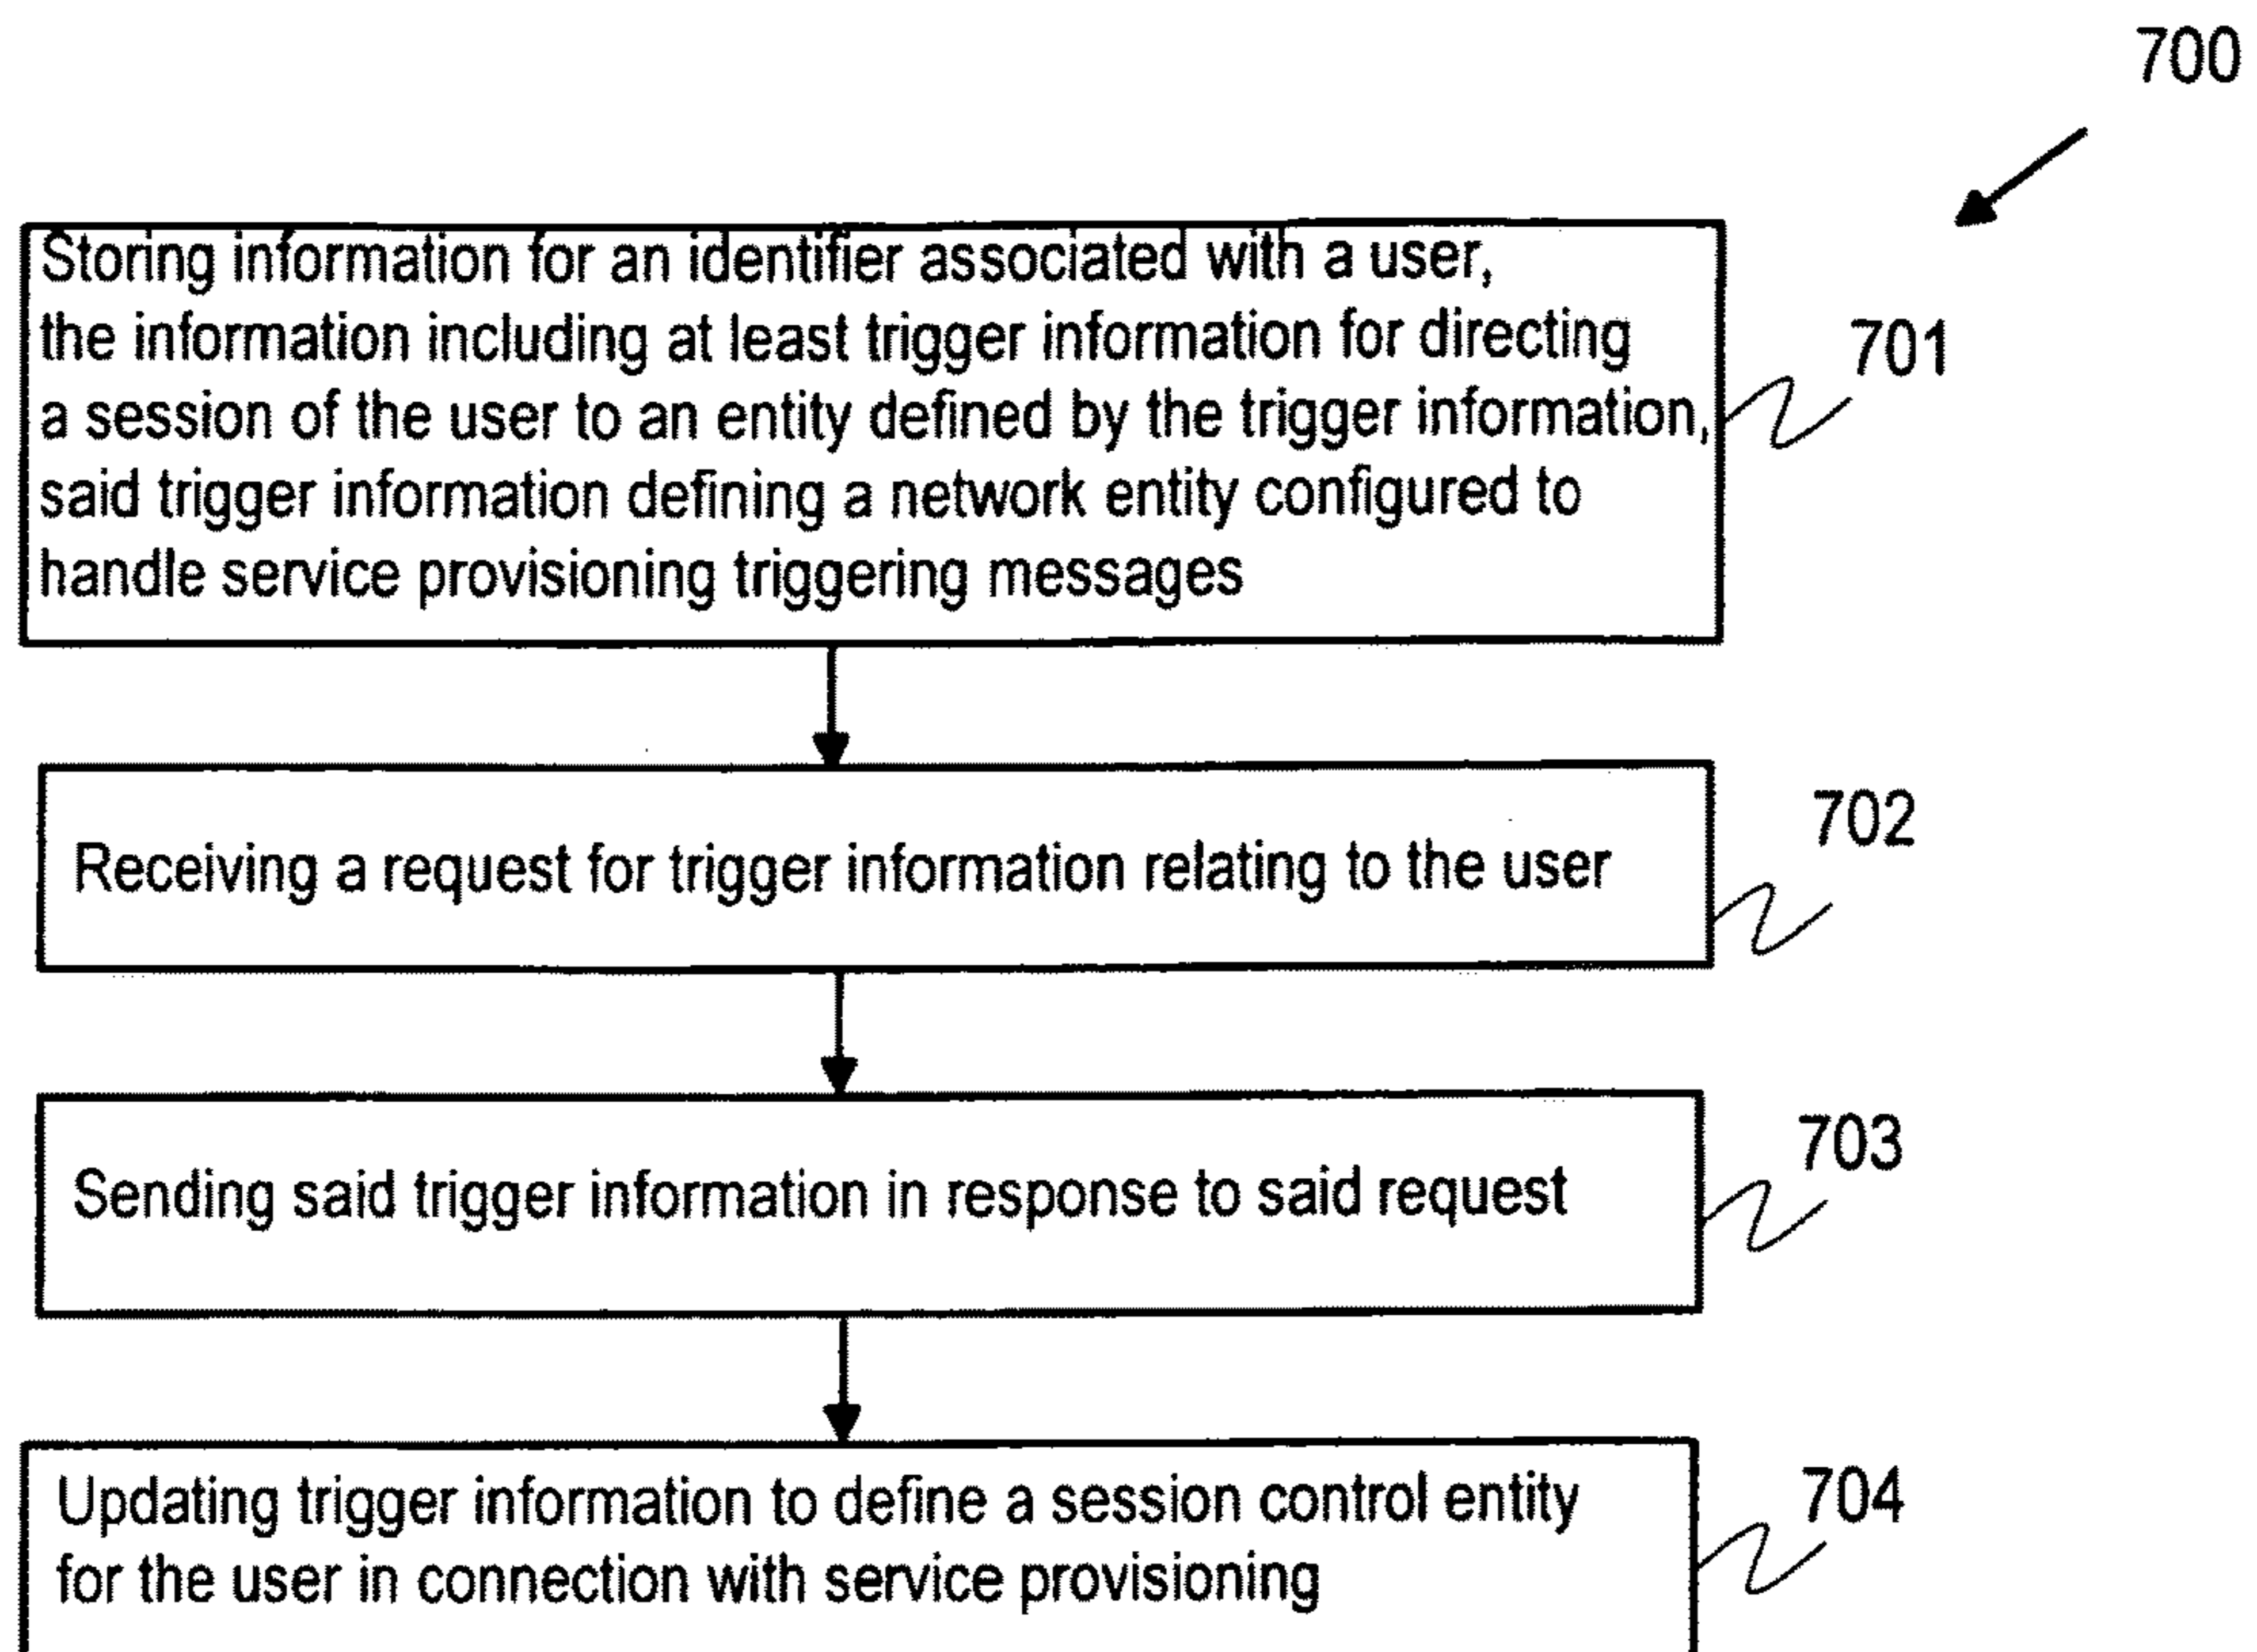 700
Storing information for an identifier associated with a user,
the information including at least trigger information for directing
a session of the user to an entity defined by the trigger information,
said trigger information defining a network entity configured to
handle service provisioning triggering messages
701
702
Receiving a request for trigger information relating to the user
703
Sending said trigger information in response to said request
704
Updating trigger information to define a session control entity
for the user in connection with service provisioning